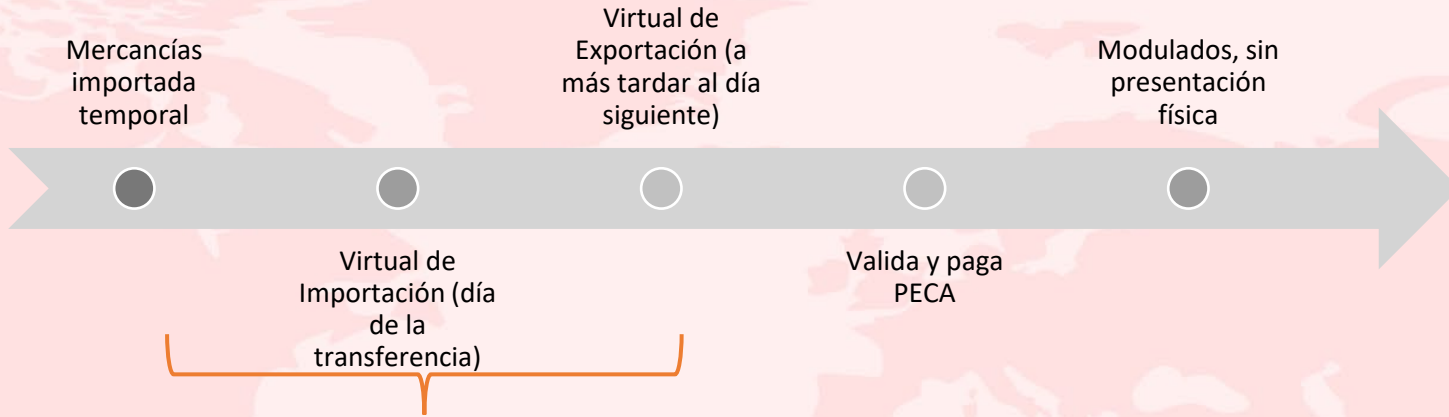 Mercancías
importada
temporal
Virtual de
Importación (día
de la
transferencia)
Virtual de
Exportación (a
más tardar al día
siguiente)
Valida y paga
PECA
Modulados, sin
presentación
física